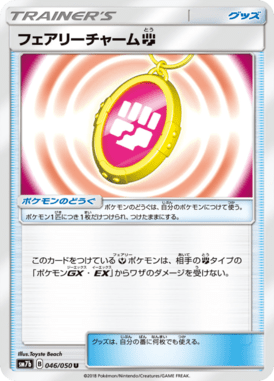 TRAINER'S グッズ
フェアリーチャーム闘
ポケモンのどうぐ
ポケモンのどうぐは、自分のポケモンにつけて使う。
ポケモン1匹につき1枚だけつけられ、つけたままにする。
このカードをつけているポケモンは、相手のタイプの
「ポケモンGX・EX」からワザのダメージを受けない。
グッズは、自分の番に何枚でも使える。
Illus. Toyste Beach
sm7b B 046/050 U
©2018 Pokémon/Nintendo/Creatures/GAME FREAK.